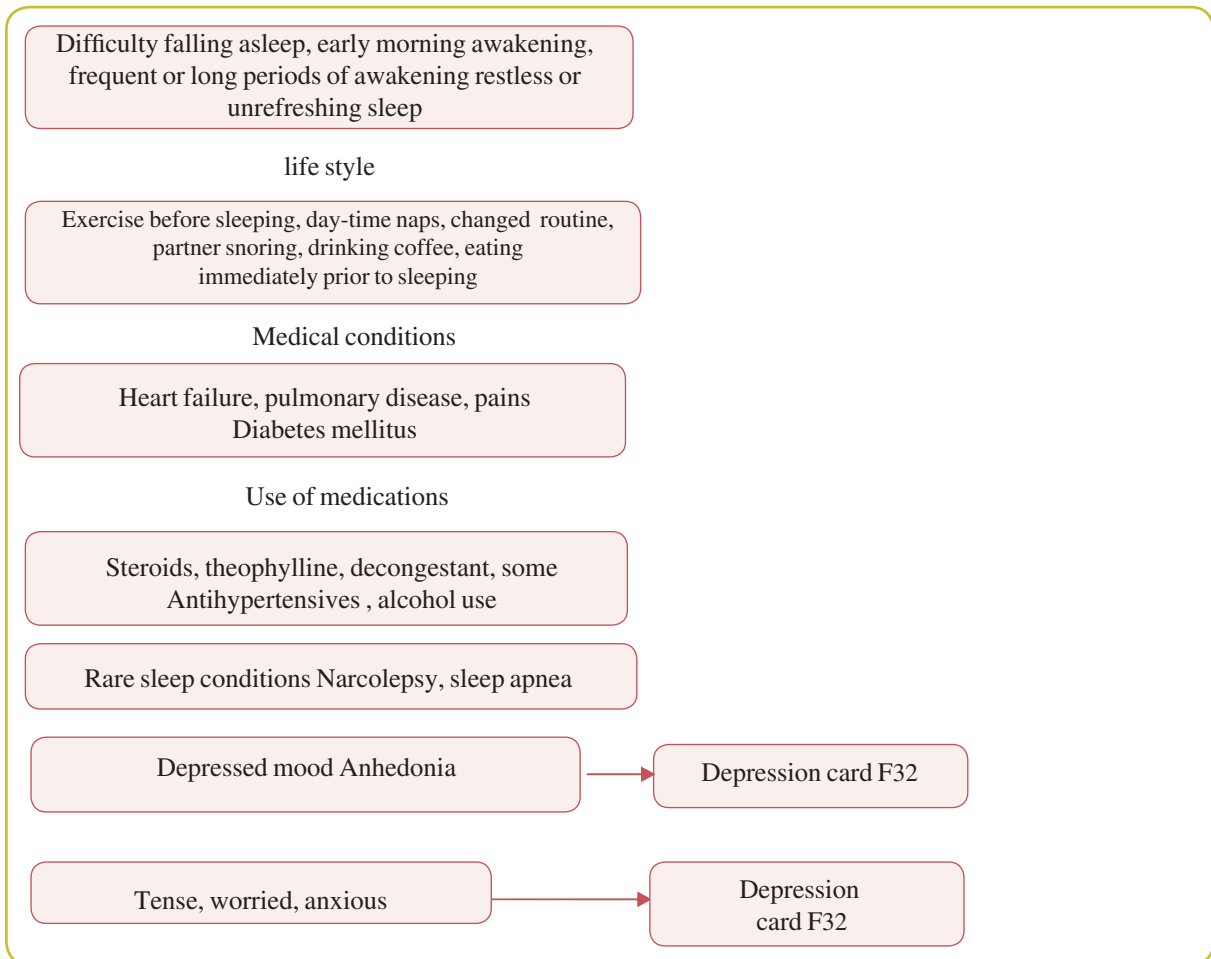 Difficulty falling asleep, early morning awakening,
frequent or long periods of awakening restless or
unrefreshing sleep
life style
Exercise before sleeping, day-time naps, changed routine,
partner snoring, drinking coffee, eating
immediately prior to sleeping
Medical conditions
Heart failure, pulmonary disease, pains
Diabetes mellitus
Use of medications
Steroids, theophylline, decongestant, some
Antihypertensives , alcohol use
Rare sleep conditions Narcolepsy, sleep apnea
Depressed mood Anhedonia
Depression card F32
Tense, worried, anxious
Depression
card F32